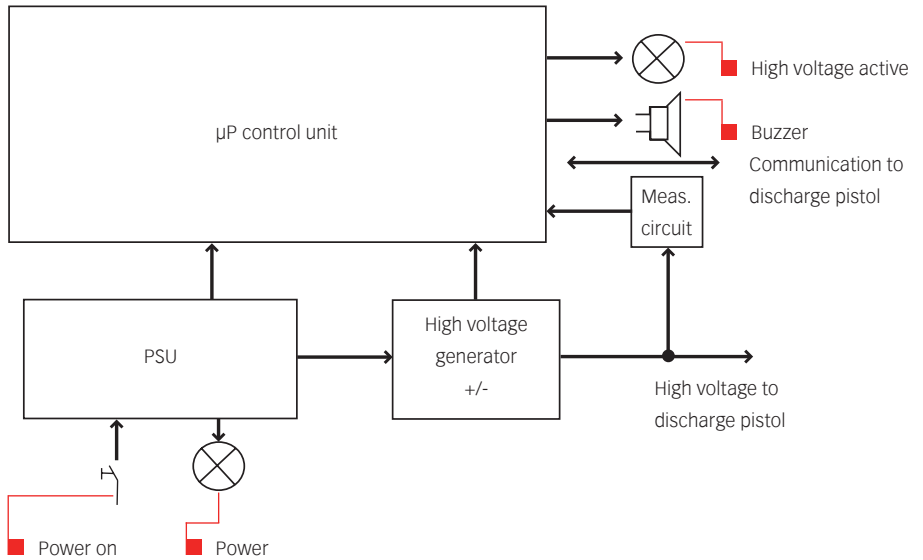 High voltage active
µP control unit
Buzzer
Communication to
discharge pistol
Meas.
circuit
High voltage
generator
+/-
PSU
High voltage to
discharge pistol
Power on
Power